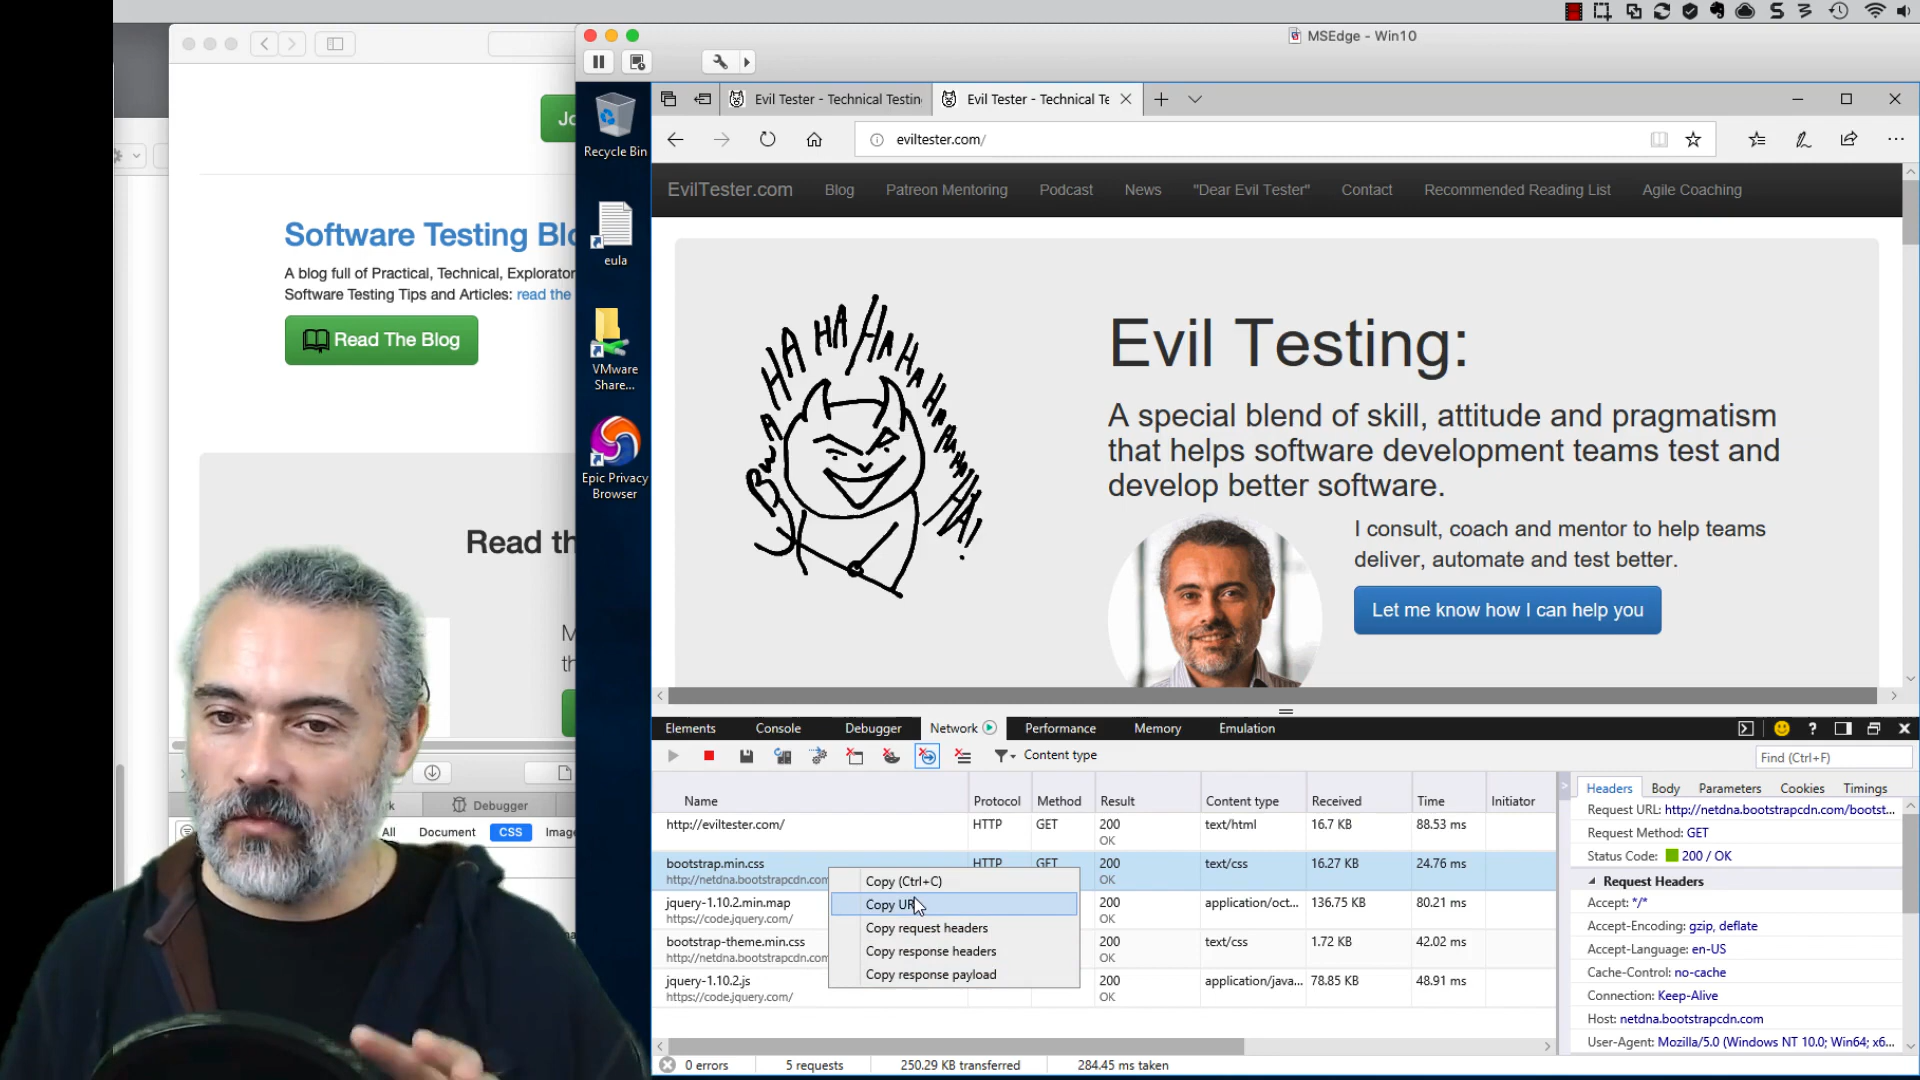 MSEdge - Win10
Jo
Software Testing Blo
A blog full of Practical, Technical, Explorator
Software Testing Tips and Articles: read the
Read The Blog
Read th
M
th
Debugger
All Document CSS Image
Recycle Bin
eula
VMware
Share...
Epic Privacy
Browser
Evil Tester - Technical Testin
Evil Tester - Technical Te
eviltester.com/
EvilTester.com Blog Patreon Mentoring Podcast News "Dear Evil Tester" Contact Recommended Reading List Agile Coaching
Evil Testing:
A special blend of skill, attitude and pragmatism
that helps software development teams test and
develop better software.
I consult, coach and mentor to help teams
deliver, automate and test better.
Let me know how I can help you
Elements Console Debugger Network Performance Memory Emulation
Content type
Find (Ctrl+F)
Name Protocol Method Result Content type Received Time Initiator
http://eviltester.com/ HTTP GET 200 text/html 16.7 KB 88.53 ms
OK
bootstrap.min.css HTTP GET 200 text/css 16.27 KB 24.76 ms
http://netdna.bootstrapcdn.com OK
jquery-1.10.2.min.map 200 application/oct... 136.75 KB 80.21 ms
https://code.jquery.com/ OK
bootstrap-theme.min.css 200 text/css 1.72 KB 42.02 ms
http://netdna.bootstrapcdn.com OK
jquery-1.10.2.js 200 application/java... 78.85 KB 48.91 ms
https://code.jquery.com/ OK
Copy (Ctrl+C)
Copy UR
Copy request headers
Copy response headers
Copy response payload
Headers Body Parameters Cookies Timings
Request URL: http://netdna.bootstrapcdn.com/bootst...
Request Method: GET
Status Code: 200 / OK
Request Headers
Accept: */*
Accept-Encoding: gzip, deflate
Accept-Language: en-US
Cache-Control: no-cache
Connection: Keep-Alive
Host: netdna.bootstrapcdn.com
User-Agent: Mozilla/5.0 (Windows NT 10.0; Win64; x6...
0 errors 5 requests 250.29 KB transferred 284.45 ms taken